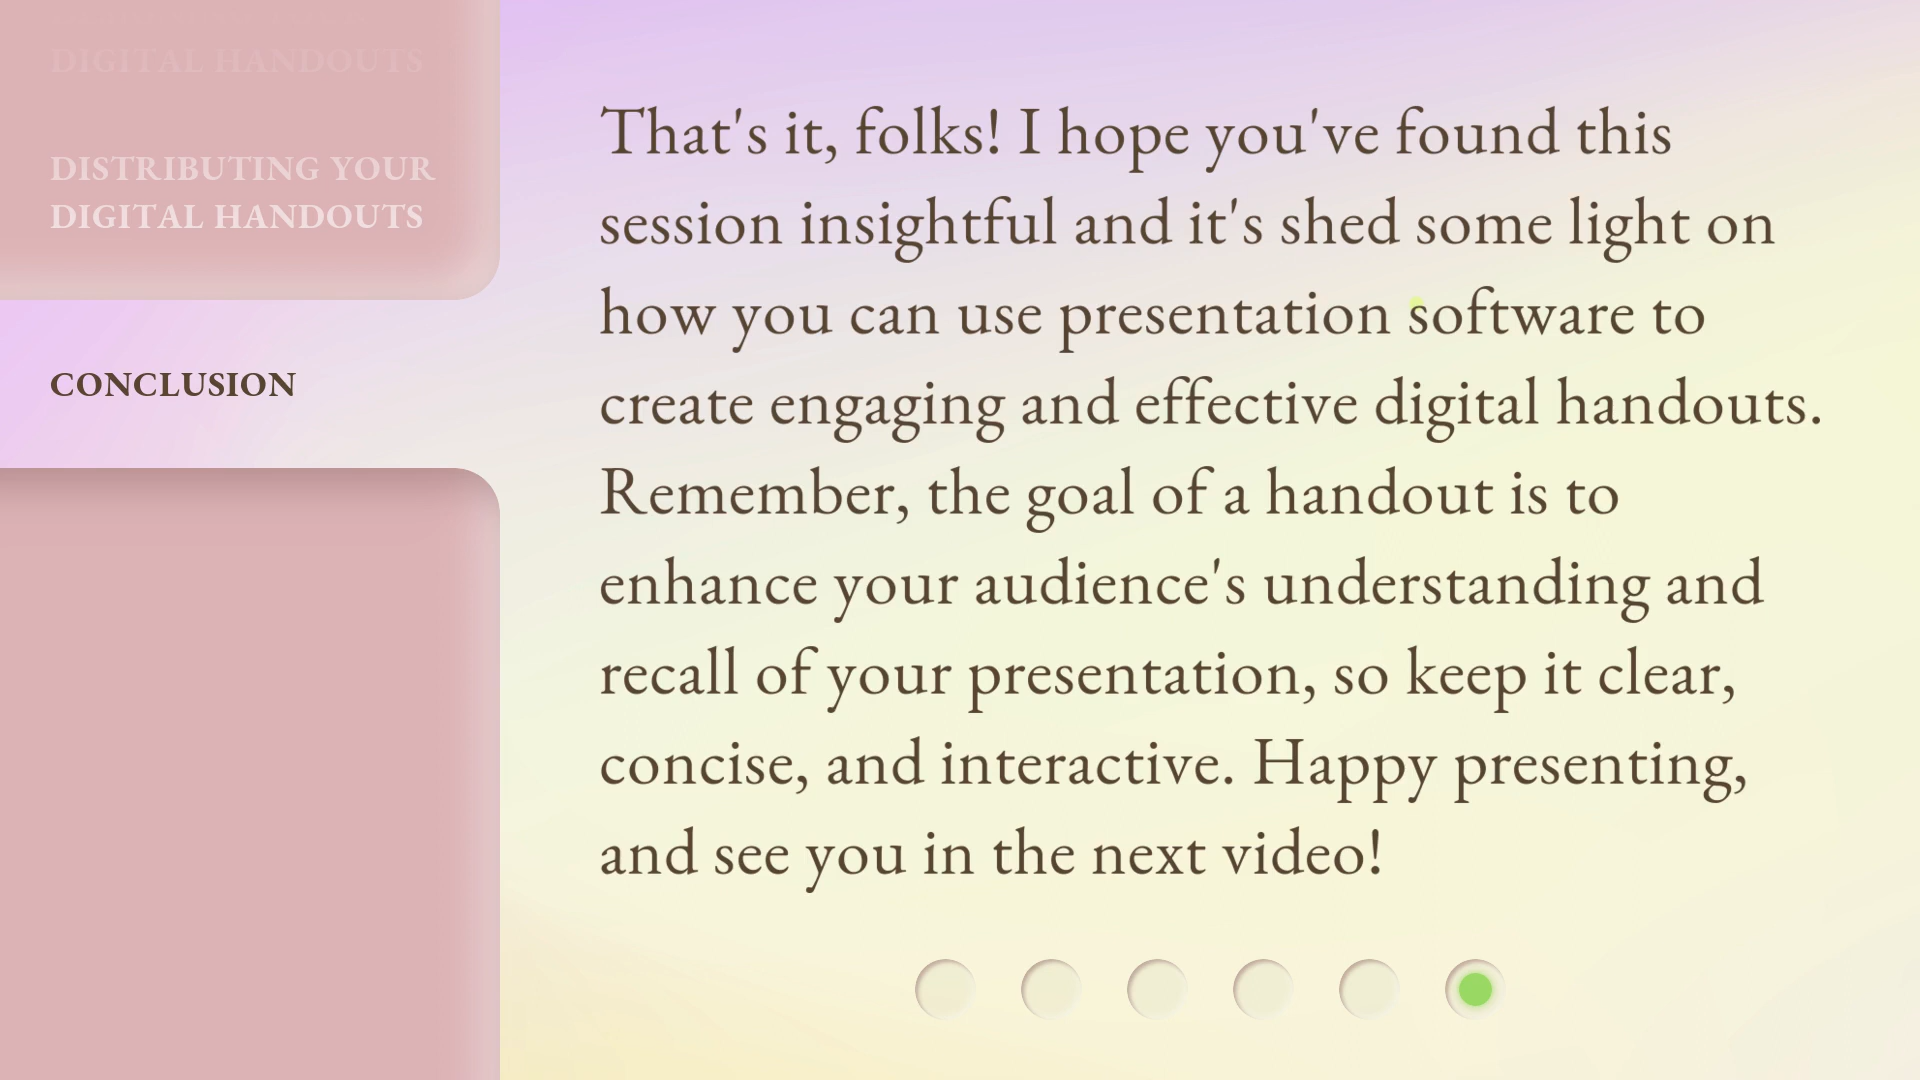 DIGITAL HANDOUTS
DISTRIBUTING YOUR
DIGITAL HANDOUTS
CONCLUSION
That's it, folks! I hope you've found this
session insightful and it's shed some light on
how you can use presentation software to
create engaging and effective digital handouts.
Remember, the goal of a handout is to
enhance your audience's understanding and
recall of your presentation, so keep it clear,
concise, and interactive. Happy presenting,
and see you in the next video!